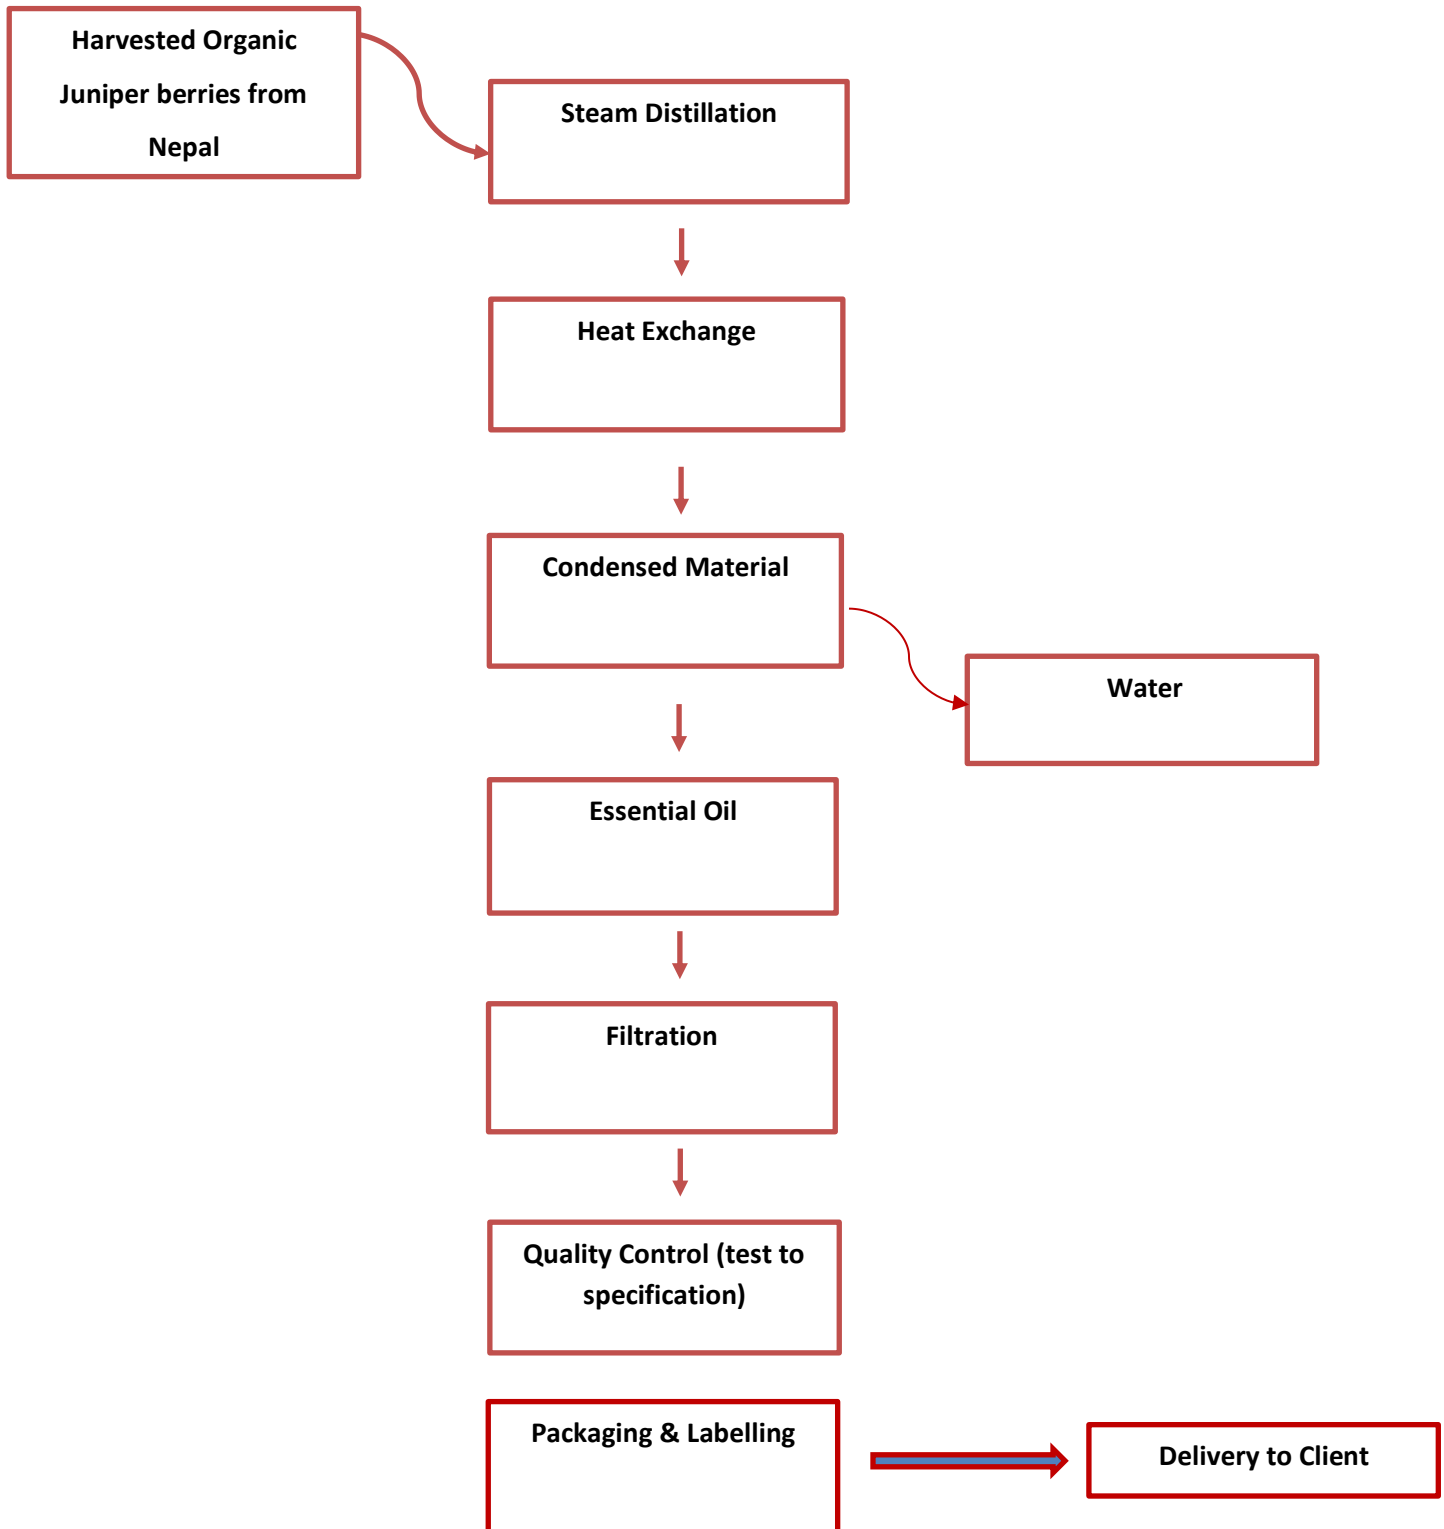 Harvested Organic
Juniper berries from
Nepal
Steam Distillation
Heat Exchange
Condensed Material
Water
Essential Oil
Filtration
Quality Control (test to
specification)
Packaging & Labelling
Delivery to Client